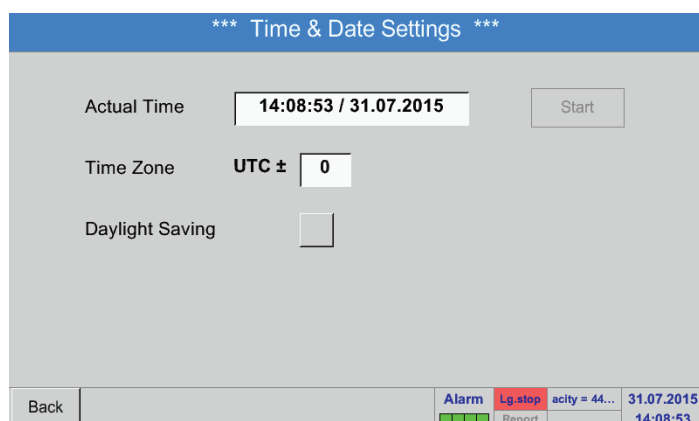 *** Time & Date Settings ***
Actual Time 14:08:53 / 31.07.2015 Start
Time Zone UTC ± 0
Daylight Saving
Back
Alarm Lg.stop acity = 44... 31.07.2015
Report 14:08:53